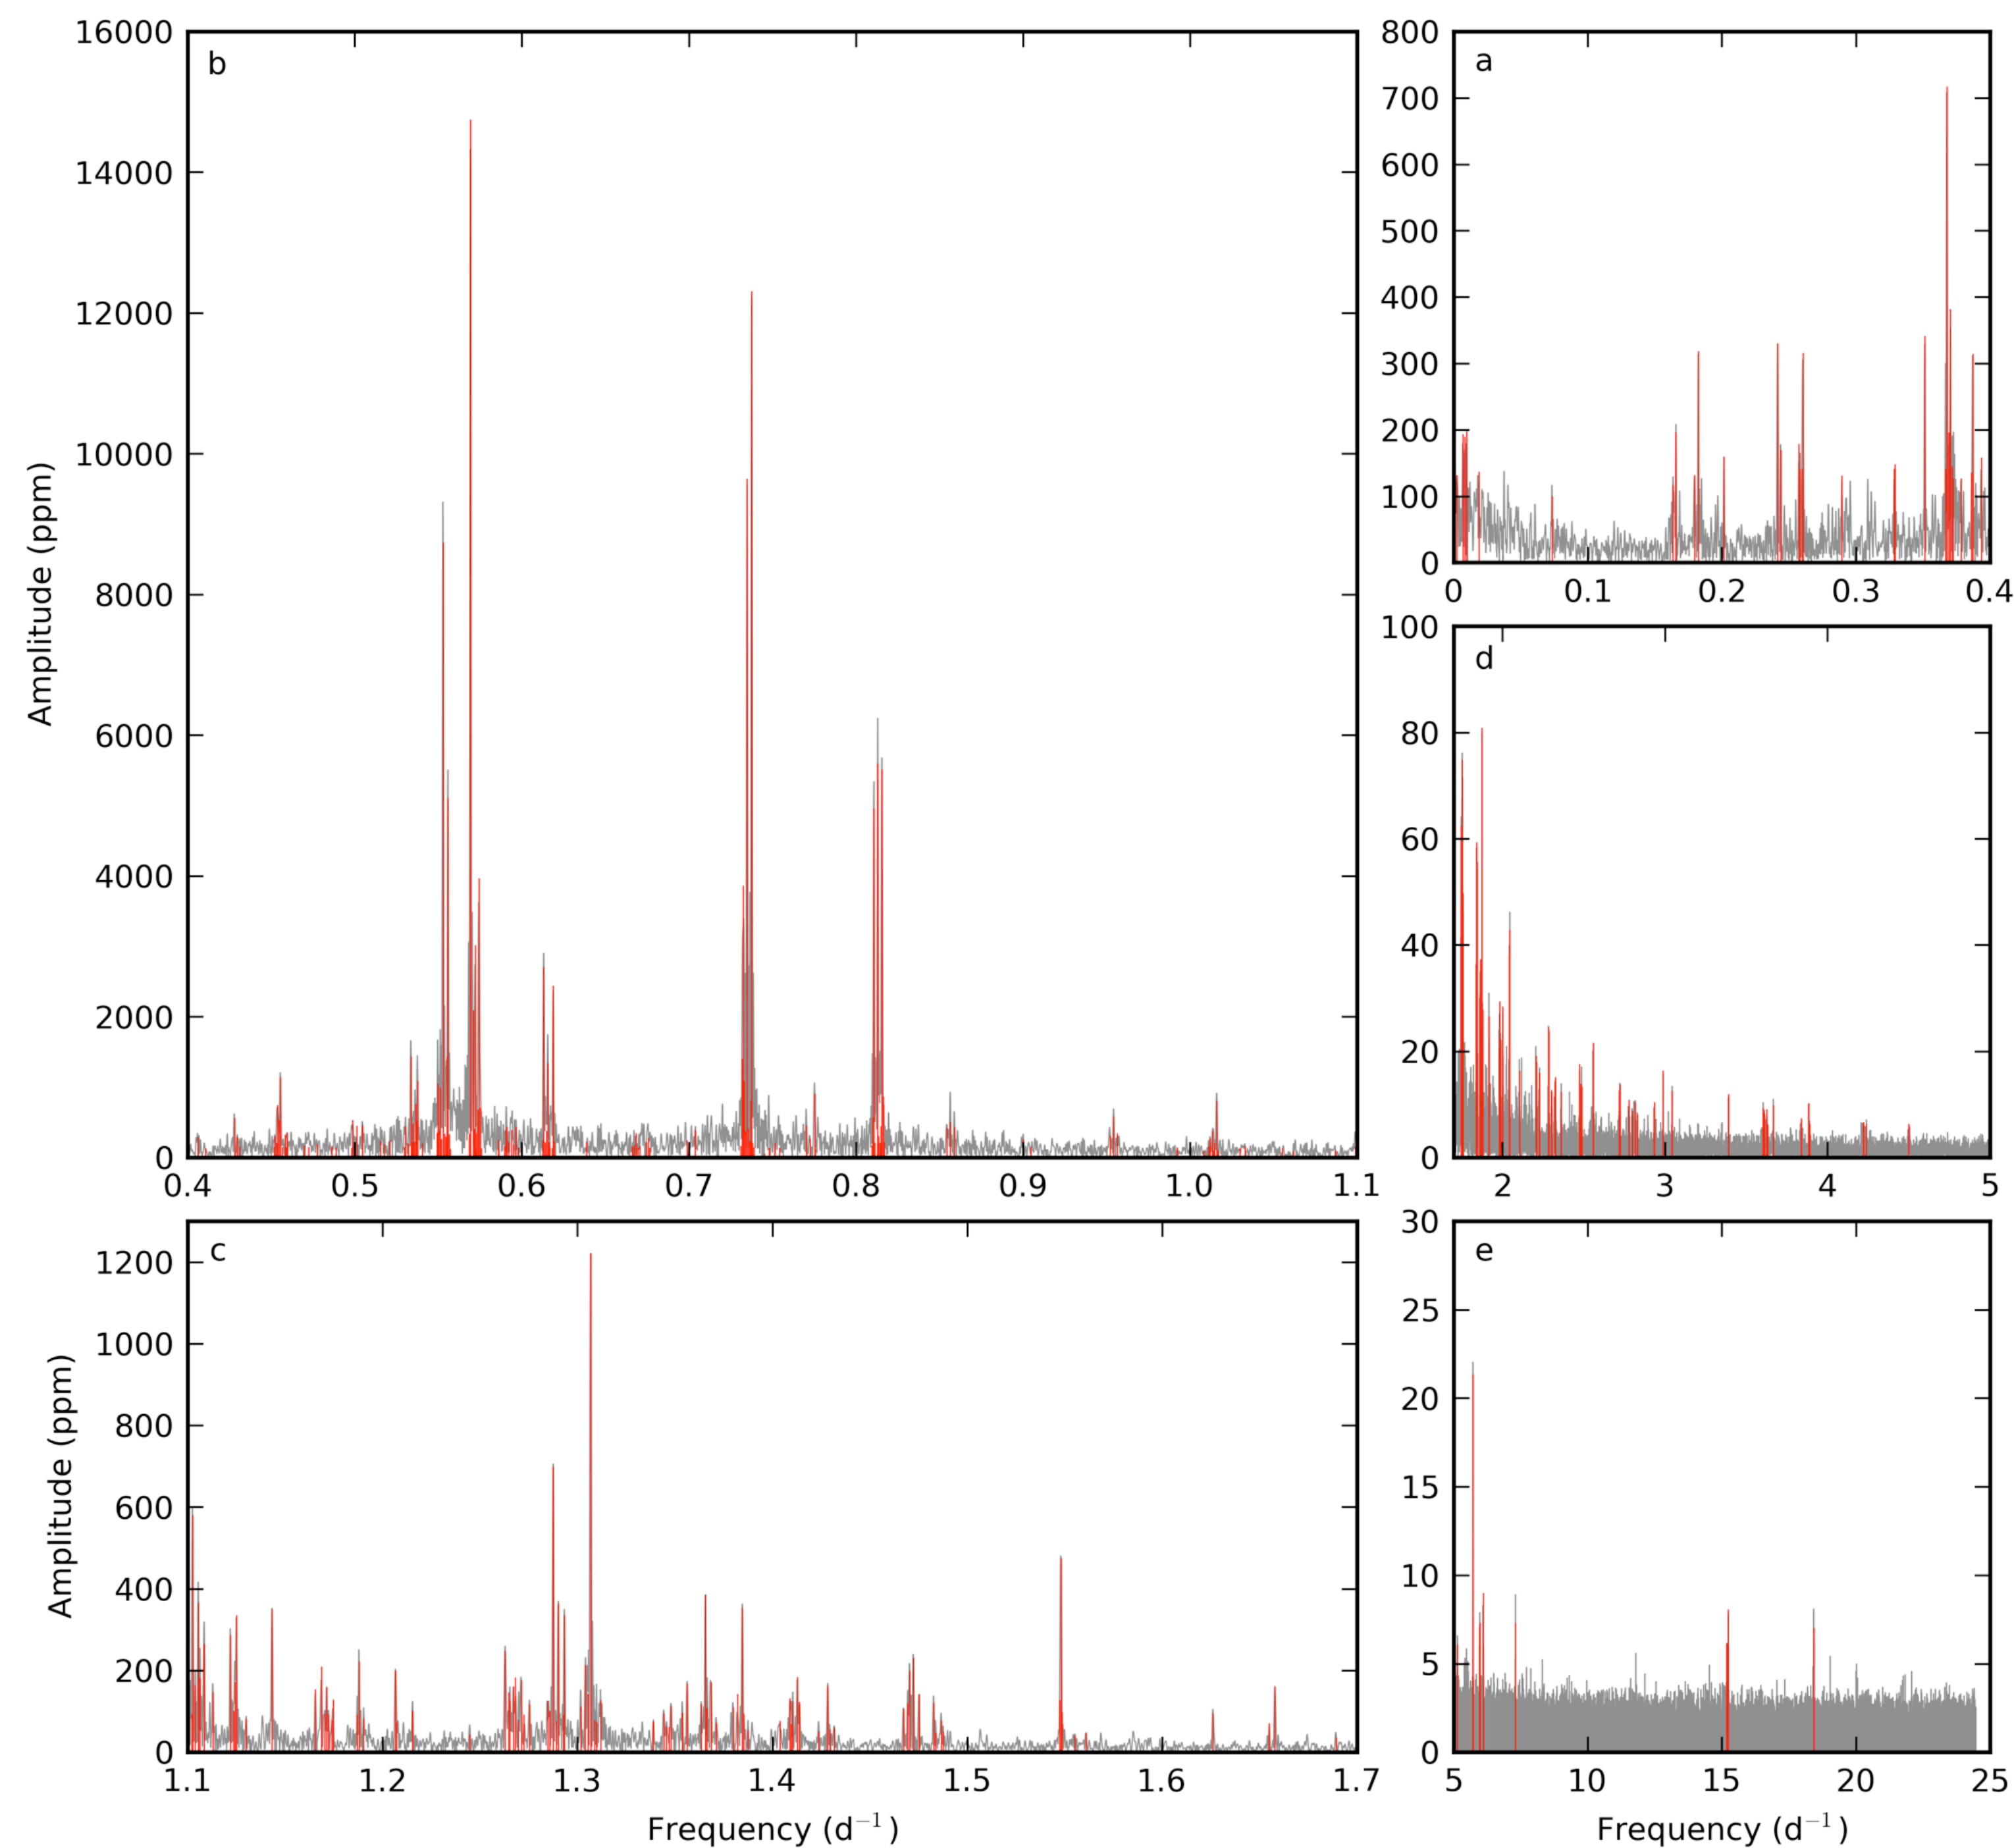 b
16000
14000
12000
10000
8000
6000
4000
2000
0
Amplitude (ppm)
0.4 0.5 0.6 0.7 0.8 0.9 1.0 1.1
a
800
700
600
500
400
300
200
100
0
0 0.1 0.2 0.3 0.4
d
100
80
60
40
20
0
2 3 4 5
c
1200
1000
800
600
400
200
0
Amplitude (ppm)
1.1 1.2 1.3 1.4 1.5 1.6 1.7
Frequency (d⁻¹)
e
30
25
20
15
10
5
0
5 10 15 20 25
Frequency (d⁻¹)